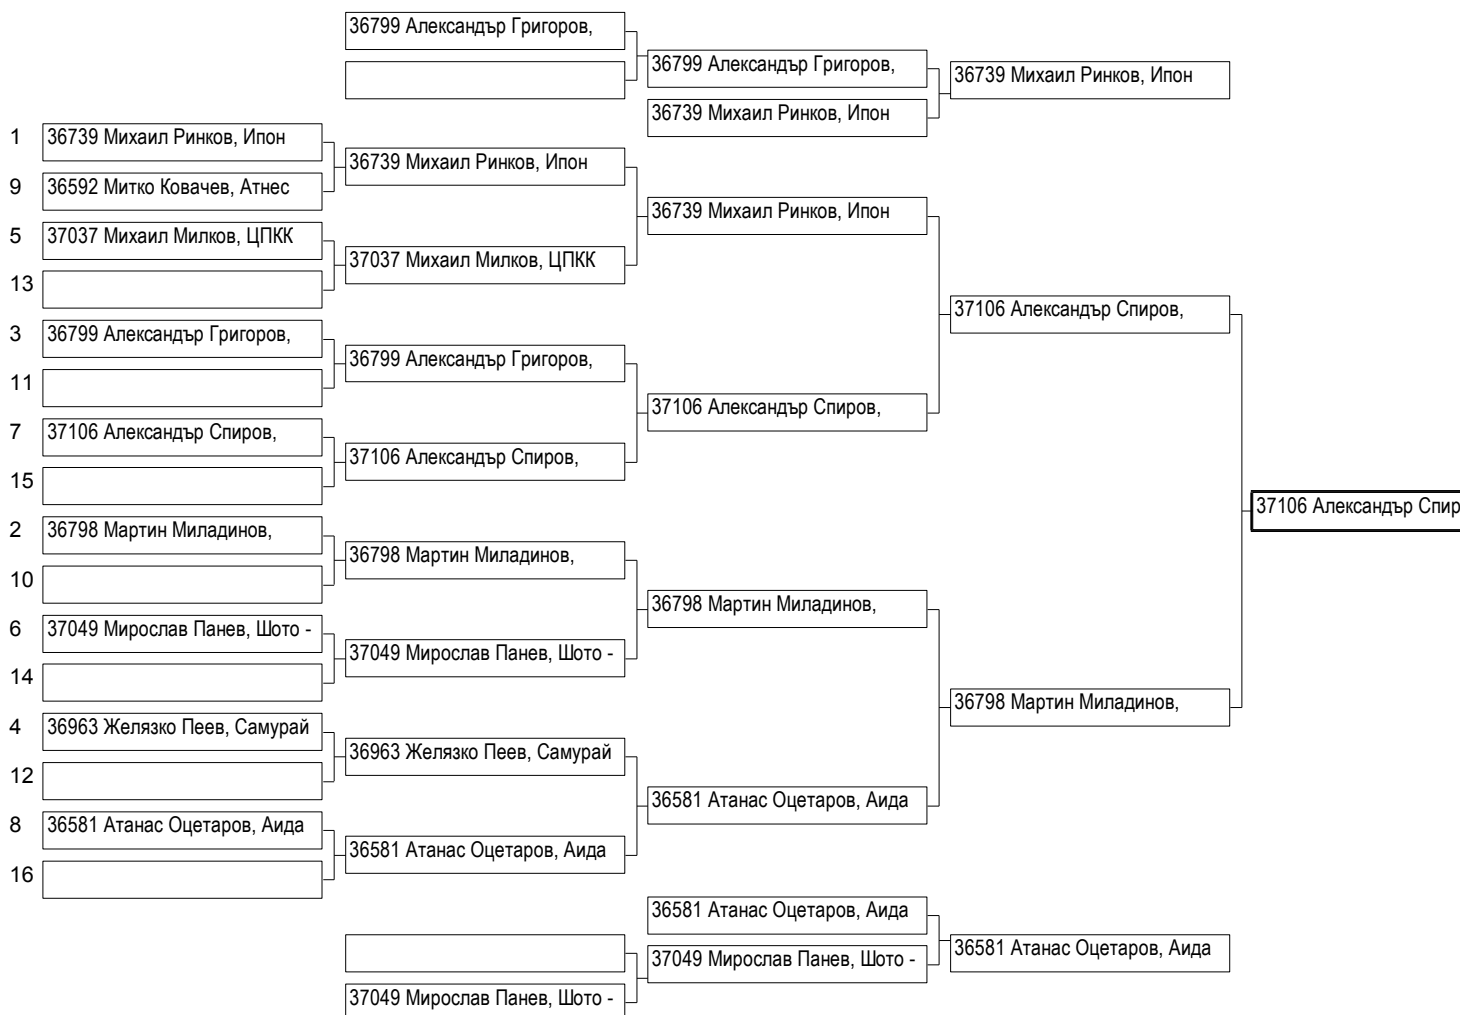 36799 Александър Григоров,
36799 Александър Григоров,
36739 Михаил Ринков, Ипон
36739 Михаил Ринков, Ипон
1 36739 Михаил Ринков, Ипон
36739 Михаил Ринков, Ипон
9 36592 Митко Ковачев, Атнес
36739 Михаил Ринков, Ипон
5 37037 Михаил Милков, ЦПКК
37037 Михаил Милков, ЦПКК
13
37106 Александър Спиров,
3 36799 Александър Григоров,
36799 Александър Григоров,
11
37106 Александър Спиров,
7 37106 Александър Спиров,
37106 Александър Спиров,
15
37106 Александър Спир
2 36798 Мартин Миладинов,
36798 Мартин Миладинов,
10
36798 Мартин Миладинов,
6 37049 Мирослав Панев, Шото -
37049 Мирослав Панев, Шото -
14
36798 Мартин Миладинов,
4 36963 Желязко Пеев, Самурай
36963 Желязко Пеев, Самурай
12
36581 Атанас Оцетаров, Аида
8 36581 Атанас Оцетаров, Аида
36581 Атанас Оцетаров, Аида
16
36581 Атанас Оцетаров, Аида
36581 Атанас Оцетаров, Аида
37049 Мирослав Панев, Шото -
37049 Мирослав Панев, Шото -